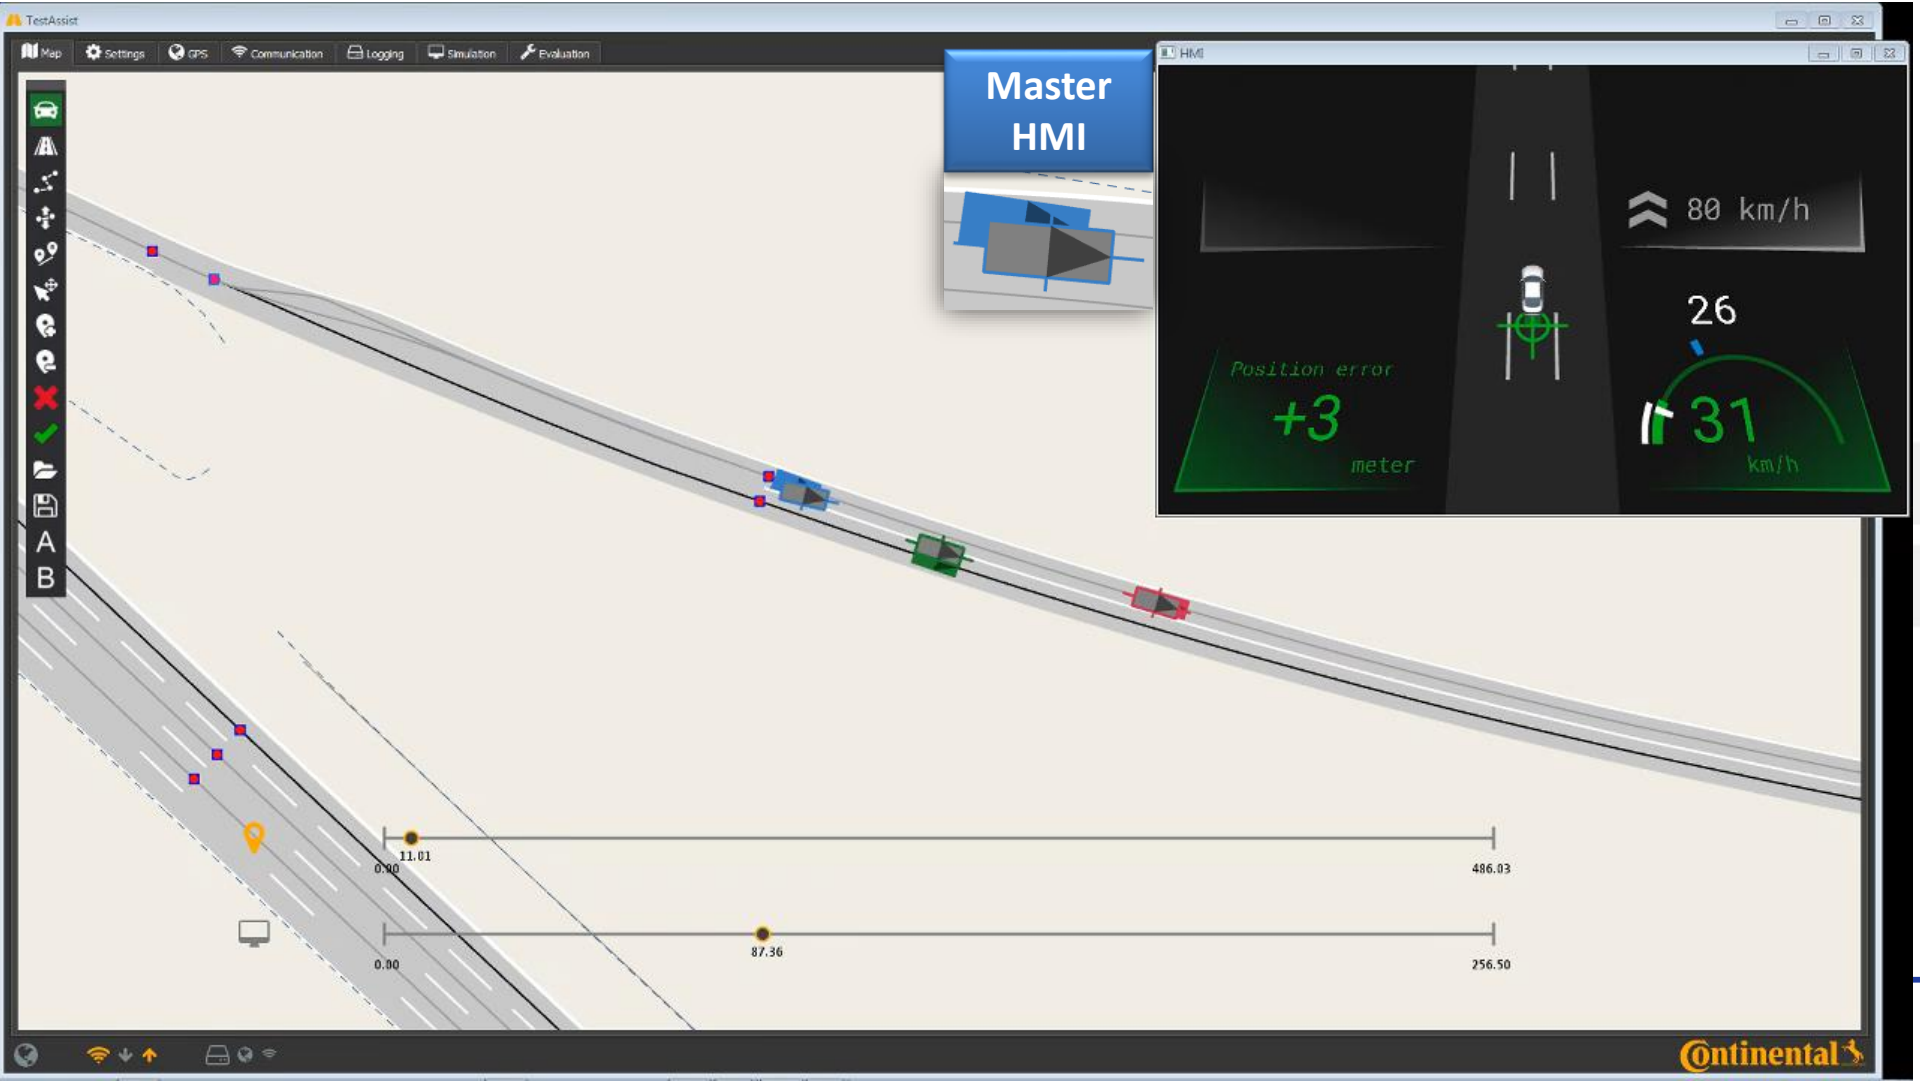 TestAssist
Map
Settings
GPS
Communication
Logging
Simulation
Evaluation
Master
HMI
HMI
80 km/h
26
Position error
+3
meter
31
km/h
A
B
11.01
0.00
486.03
87.36
0.00
256.50
Continental